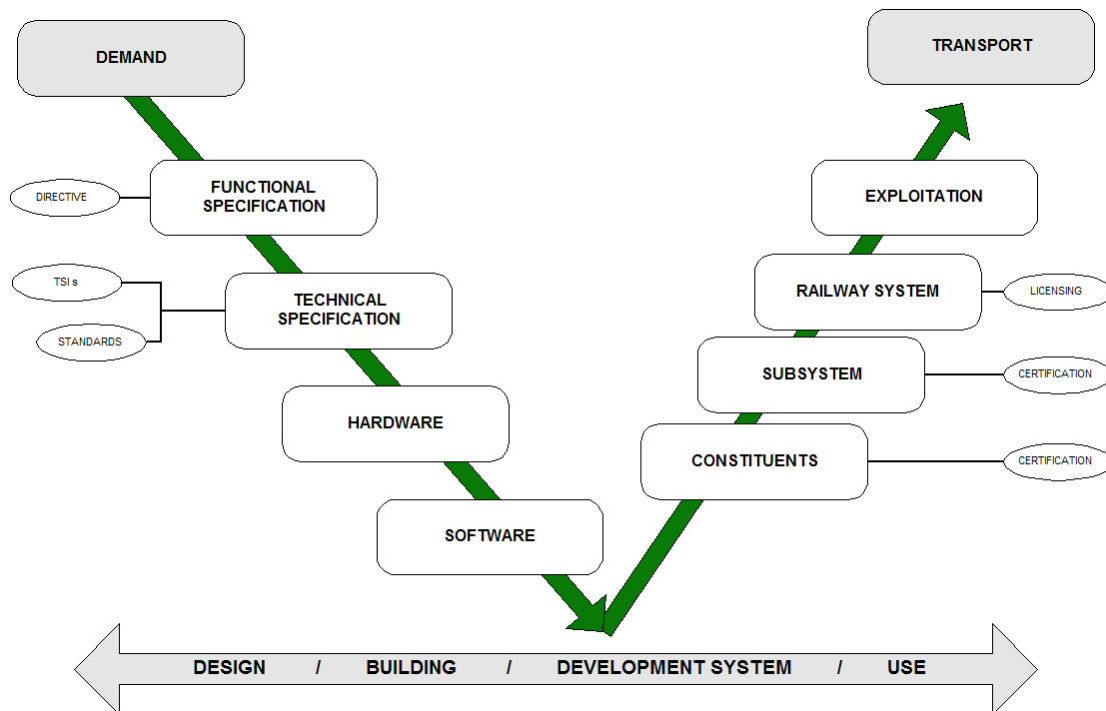 DEMAND
TRANSPORT
FUNCTIONAL
SPECIFICATION
DIRECTIVE
EXPLOITATION
TSI s
STANDARDS
TECHNICAL
SPECIFICATION
RAILWAY SYSTEM
LICENSING
SUBSYSTEM
CERTIFICATION
HARDWARE
CONSTITUENTS
CERTIFICATION
SOFTWARE
DESIGN / BUILDING / DEVELOPMENT SYSTEM / USE